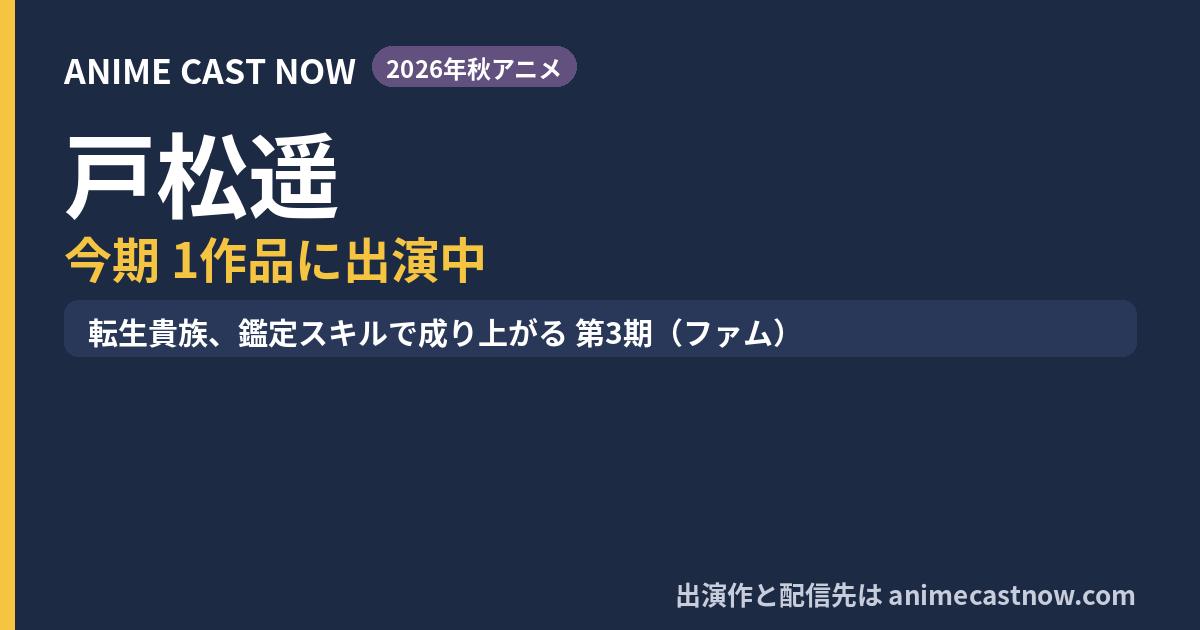 ANIME CAST NOW 2026年秋アニメ
戸松遥
今期 1作品に出演中
転生貴族、鑑定スキルで成り上がる 第3期（ファム）
出演作と配信先は animecastnow.com